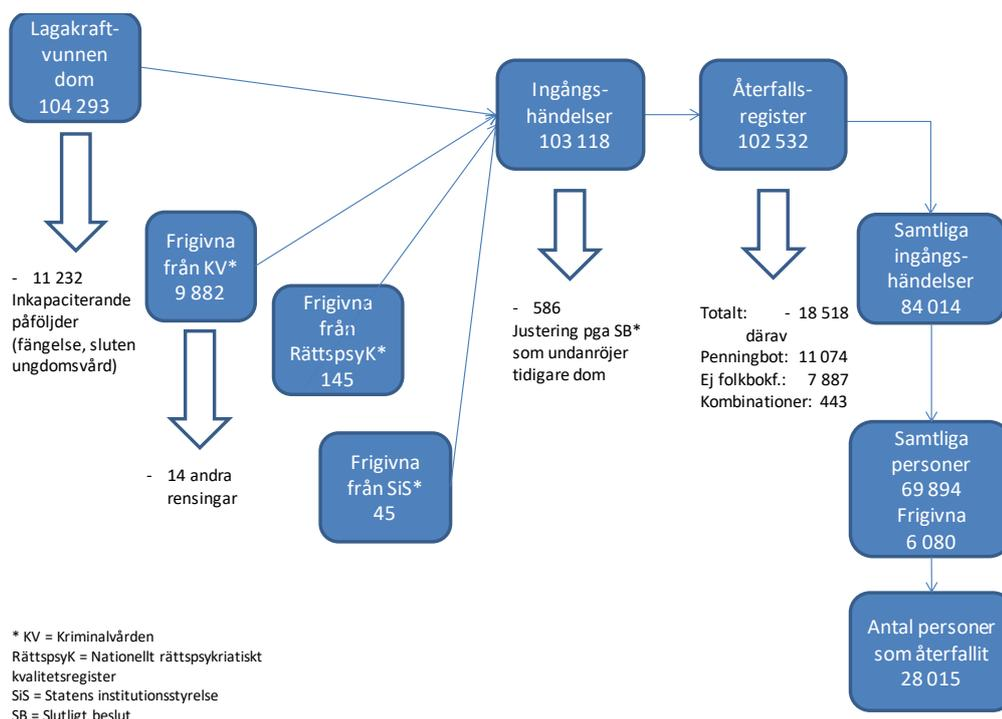 Lagakraft-
vunnen
dom
104 293
- 11 232
Inkapaciterande
påföljder
(fängelse, sluten
ungdomsvård)
Frigivna
från KV*
9 882
- 14 andra
rensingar
Frigivna
från
RättspsyK*
145
Frigivna
från SiS*
45
Ingångs-
händelser
103 118
- 586
Justering pga SB*
som undanröjer
tidigare dom
Återfalls-
register
102 532
Totalt: - 18 518
därav
Penningbot: 11 074
Ej folkbokf.: 7 887
Kombinationer: 443
Samtliga
ingångs-
händelser
84 014
Samtliga
personer
69 894
Frigivna
6 080
Antal personer
som återfallit
28 015
* KV = Kriminalvården
RättspsyK = Nationellt rättspsykriatiskt
kvalitetsregister
SiS = Statens institutionsstyrelse
SB = Slutligt beslut